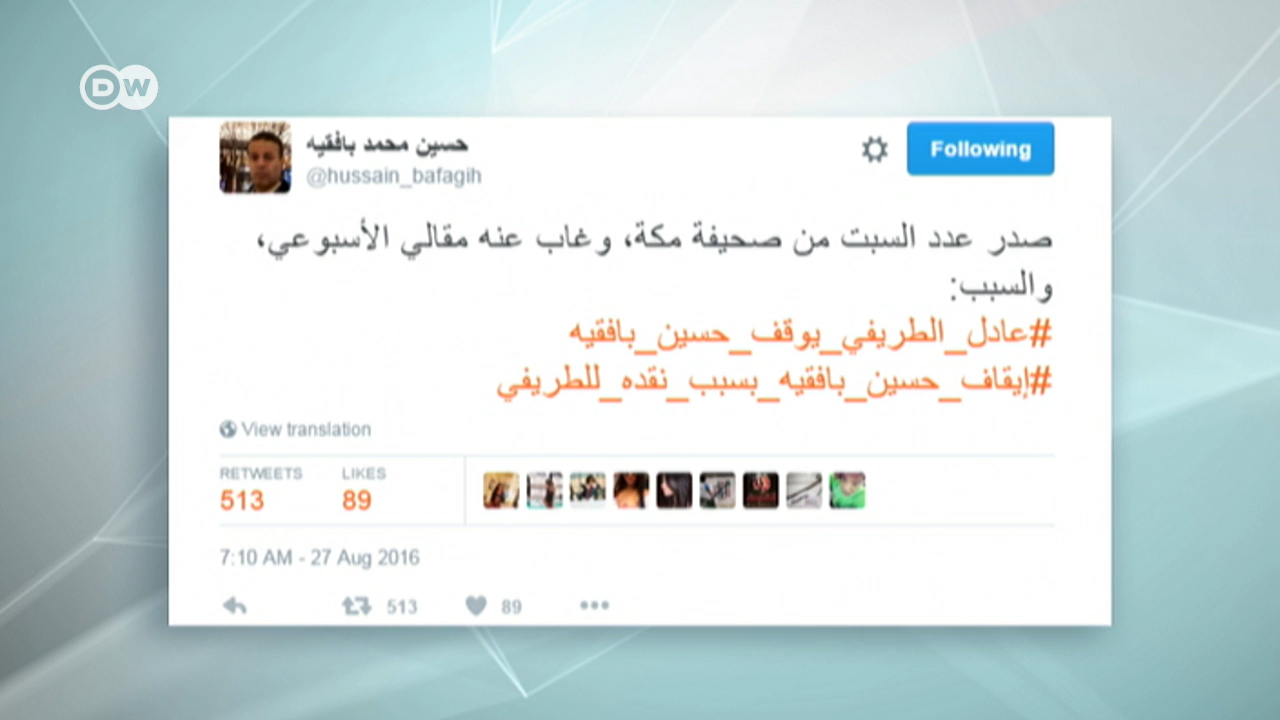 DW
حسين محمد بافقيه
@hussain_bafagih
Following
صدر عدد السبت من صحيفة مكة، وغاب عنه مقالي الأسبوعي،
والسبب:
#عادل_الطريفي_يوقف_حسين_بافقيه
#إيقاف_حسين_بافقيه_بسبب_نقده_للطريفي
View translation
RETWEETS LIKES
513 89
7:10 AM - 27 Aug 2016
513 89